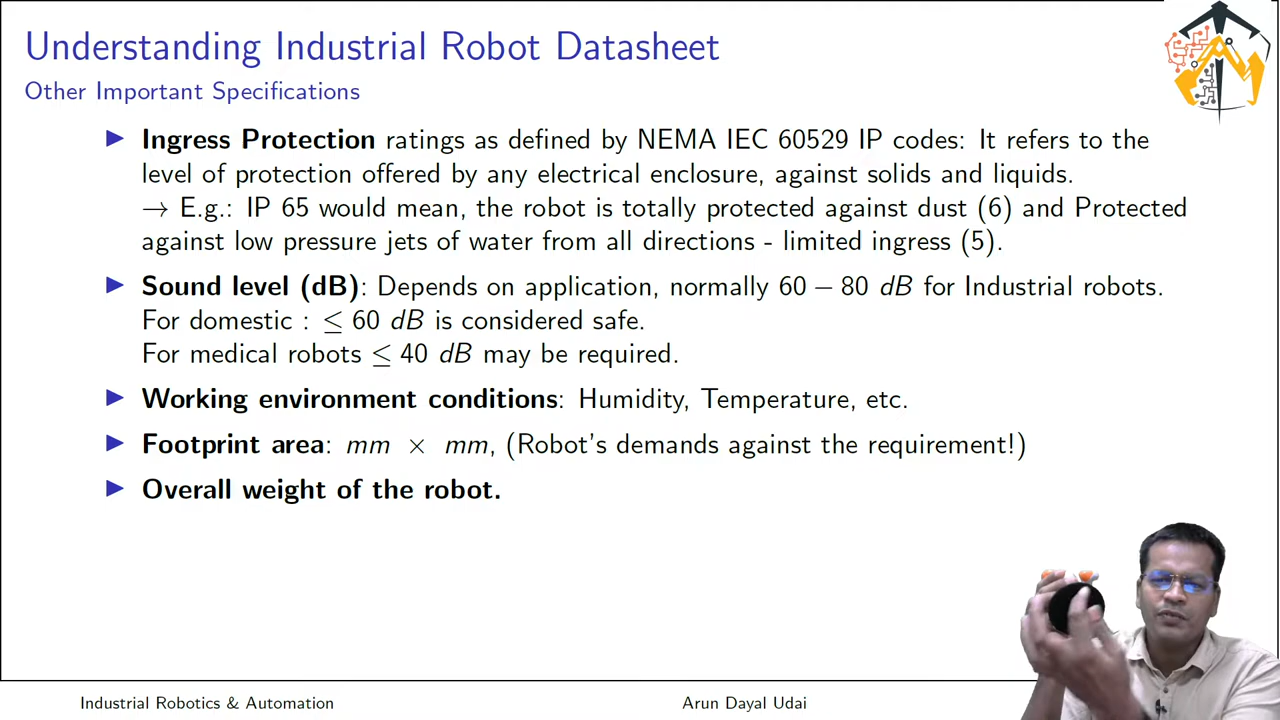 Understanding Industrial Robot Datasheet
Other Important Specifications
▶ Ingress Protection ratings as defined by NEMA IEC 60529 IP codes: It refers to the
level of protection offered by any electrical enclosure, against solids and liquids.
→ E.g.: IP 65 would mean, the robot is totally protected against dust (6) and Protected
against low pressure jets of water from all directions - limited ingress (5).
▶ Sound level (dB): Depends on application, normally 60 − 80 dB for Industrial robots.
For domestic : ≤ 60 dB is considered safe.
For medical robots ≤ 40 dB may be required.
▶ Working environment conditions: Humidity, Temperature, etc.
▶ Footprint area: mm × mm, (Robot's demands against the requirement!)
▶ Overall weight of the robot.
Industrial Robotics & Automation
Arun Dayal Udai